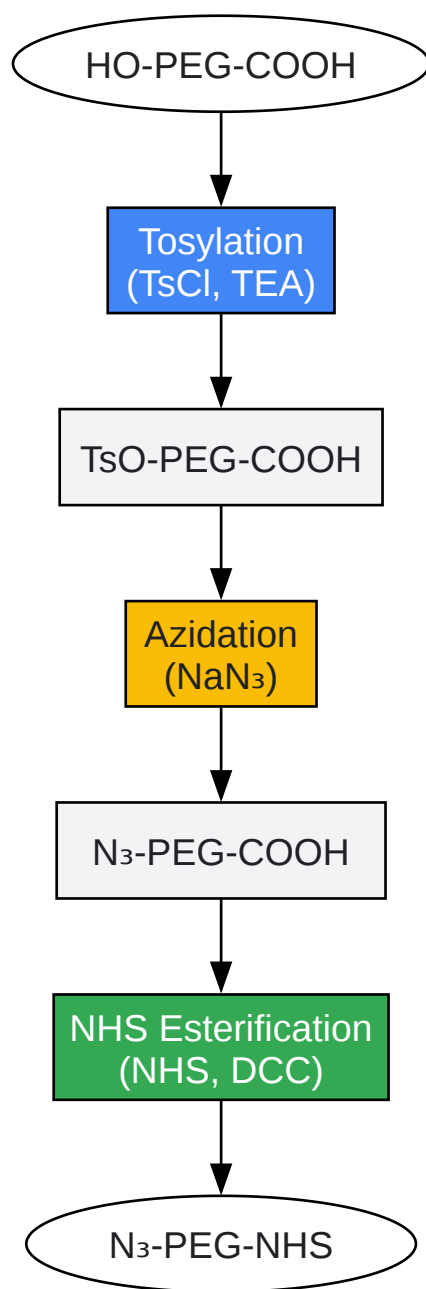 HO-PEG-COOH
Tosylation
(TsCl, TEA)
TsO-PEG-COOH
Azidation
(NaN₃)
N₃-PEG-COOH
NHS Esterification
(NHS, DCC)
N₃-PEG-NHS